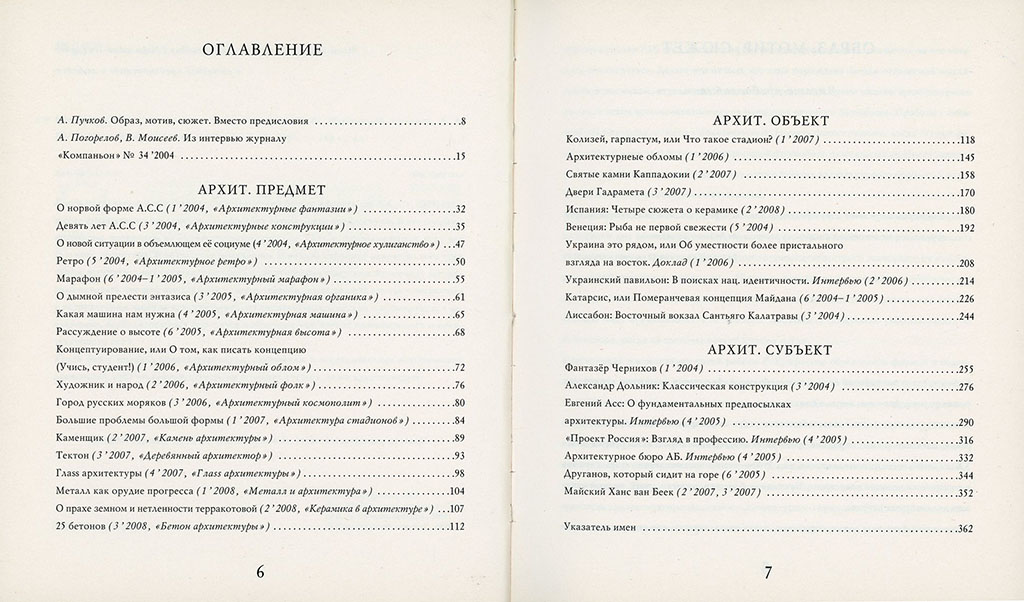 ОГЛАВЛЕНИЕ
А. Пучков. Образ, мотив, сюжет. Вместо предисловия ........8
А. Погорелов, В. Моисеев. Из интервью журналу
«Компаньон» № 34'2004 ........15
АРХИТ. ПРЕДМЕТ
О норвой форме А.С.С (1'2004, «Архитектурные фантазии») ........32
Девять лет А.С.С (3'2004, «Архитектурные конструкции») ........35
О новой ситуации в объемлющем её социуме (4'2004, «Архитектурное хулиганство») ...47
Ретро (5'2004, «Архитектурное ретро») ........50
Марафон (6'2004–1'2005, «Архитектурный марафон») ........55
О дымной прелести энтазиса (3'2005, «Архитектурная органика») ........61
Какая машина нам нужна (4'2005, «Архитектурная машина») ........65
Рассуждение о высоте (6'2005, «Архитектурная высота») ........68
Концептуирование, или О том, как писать концепцию
(Учись, студент!) (1'2006, «Архитектурный облом») ........72
Художник и народ (2'2006, «Архитектурный фолк») ........76
Город русских моряков (3'2006, «Архитектурный космополит») ........80
Большие проблемы большой формы (1'2007, «Архитектура стадионов») ........84
Каменщик (2'2007, «Камень архитектуры») ........89
Тектон (3'2007, «Деревянный архитектор») ........93
Глаss архитектуры (4'2007, «Глаss архитектуры») ........98
Металл как орудие прогресса (1'2008, «Металл и архитектура») ........104
О прахе земном и нетленности терракотовой (2'2008, «Керамика в архитектуре») ...107
25 бетонов (3'2008, «Бетон архитектуры») ........112
6
АРХИТ. ОБЪЕКТ
Колизей, гарпастум, или Что такое стадион? (1'2007) ........118
Архитектурнеые обломы (1'2006) ........145
Святые камни Каппадокии (2'2007) ........158
Двери Гадрамета (3'2007) ........170
Испания: Четыре сюжета о керамике (2'2008) ........180
Венеция: Рыба не первой свежести (5'2004) ........192
Украина это рядом, или Об уместности более пристального
взгляда на восток. Доклад (1'2006) ........208
Украинский павильон: В поисках нац. идентичности. Интервью (2'2006) ........214
Катарсис, или Померанчевая концепция Майдана (6'2004–1'2005) ........226
Лиссабон: Восточный вокзал Сантьяго Калатравы (3'2004) ........244
АРХИТ. СУБЪЕКТ
Фантазёр Чернихов (1'2004) ........255
Александр Дольник: Классическая конструкция (3'2004) ........276
Евгений Асс: О фундаментальных предпосылках
архитектуры. Интервью (4'2005) ........290
«Проект Россия»: Взгляд в профессию. Интервью (4'2005) ........316
Архитектурное бюро АБ. Интервью (4'2005) ........332
Друганов, который сидит на горе (6'2005) ........344
Майский Ханс ван Беек (2'2007, 3'2007) ........352
Указатель имен ........362
7